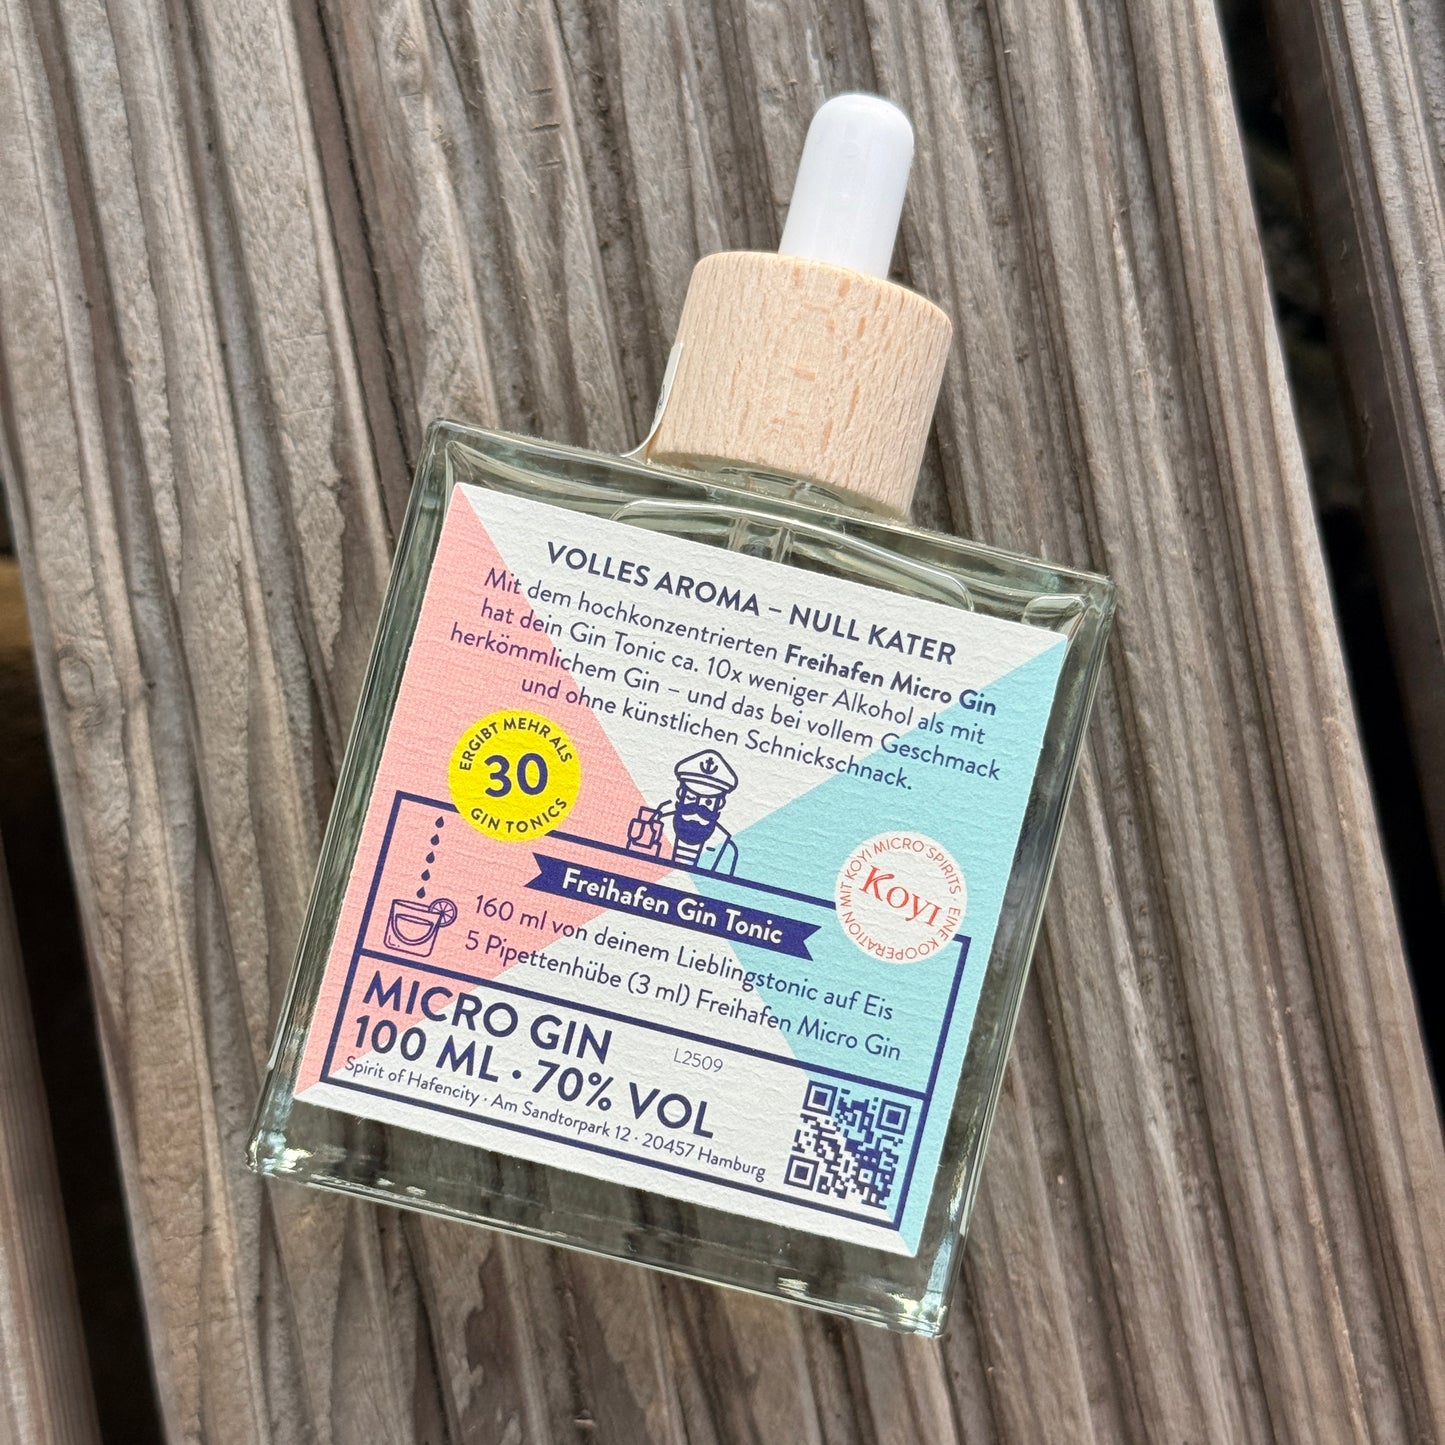 VOLLES AROMA – NULL KATER
Mit dem hochkonzentrierten Freihafen Micro Gin
hat dein Gin Tonic ca. 10x weniger Alkohol als mit
herkömmlichem Gin – und das bei vollem Geschmack
und ohne künstlichen Schnickschnack.
ERGIBT MEHR ALS
30
GIN TONICS
KOYI
EINE KOOPERATION MIT KOYI MICRO SPIRITS ·
Freihafen Gin Tonic
160 ml von deinem Lieblingstonic auf Eis
5 Pipettenhübe (3 ml) Freihafen Micro Gin
MICRO GIN
L2509
100 ML · 70% VOL
Spirit of Hafencity · Am Sandtorpark 12 · 20457 Hamburg